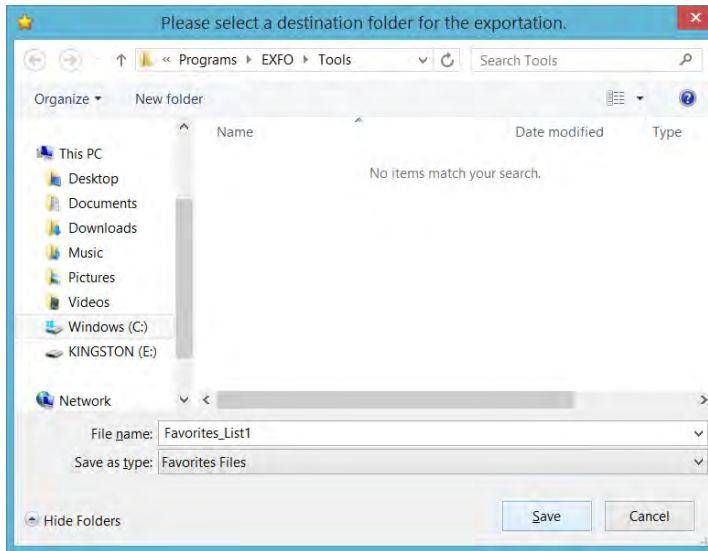 Please select a destination folder for the exportation.
« Programs EXFO Tools
Search Tools
Organize
New folder
Name
Date modified
Type
This PC
No items match your search.
Desktop
Documents
Downloads
Music
Pictures
Videos
Windows (C:)
KINGSTON (E:)
Network
File name: Favorites_List1
Save as type: Favorites Files
Hide Folders
Save
Cancel